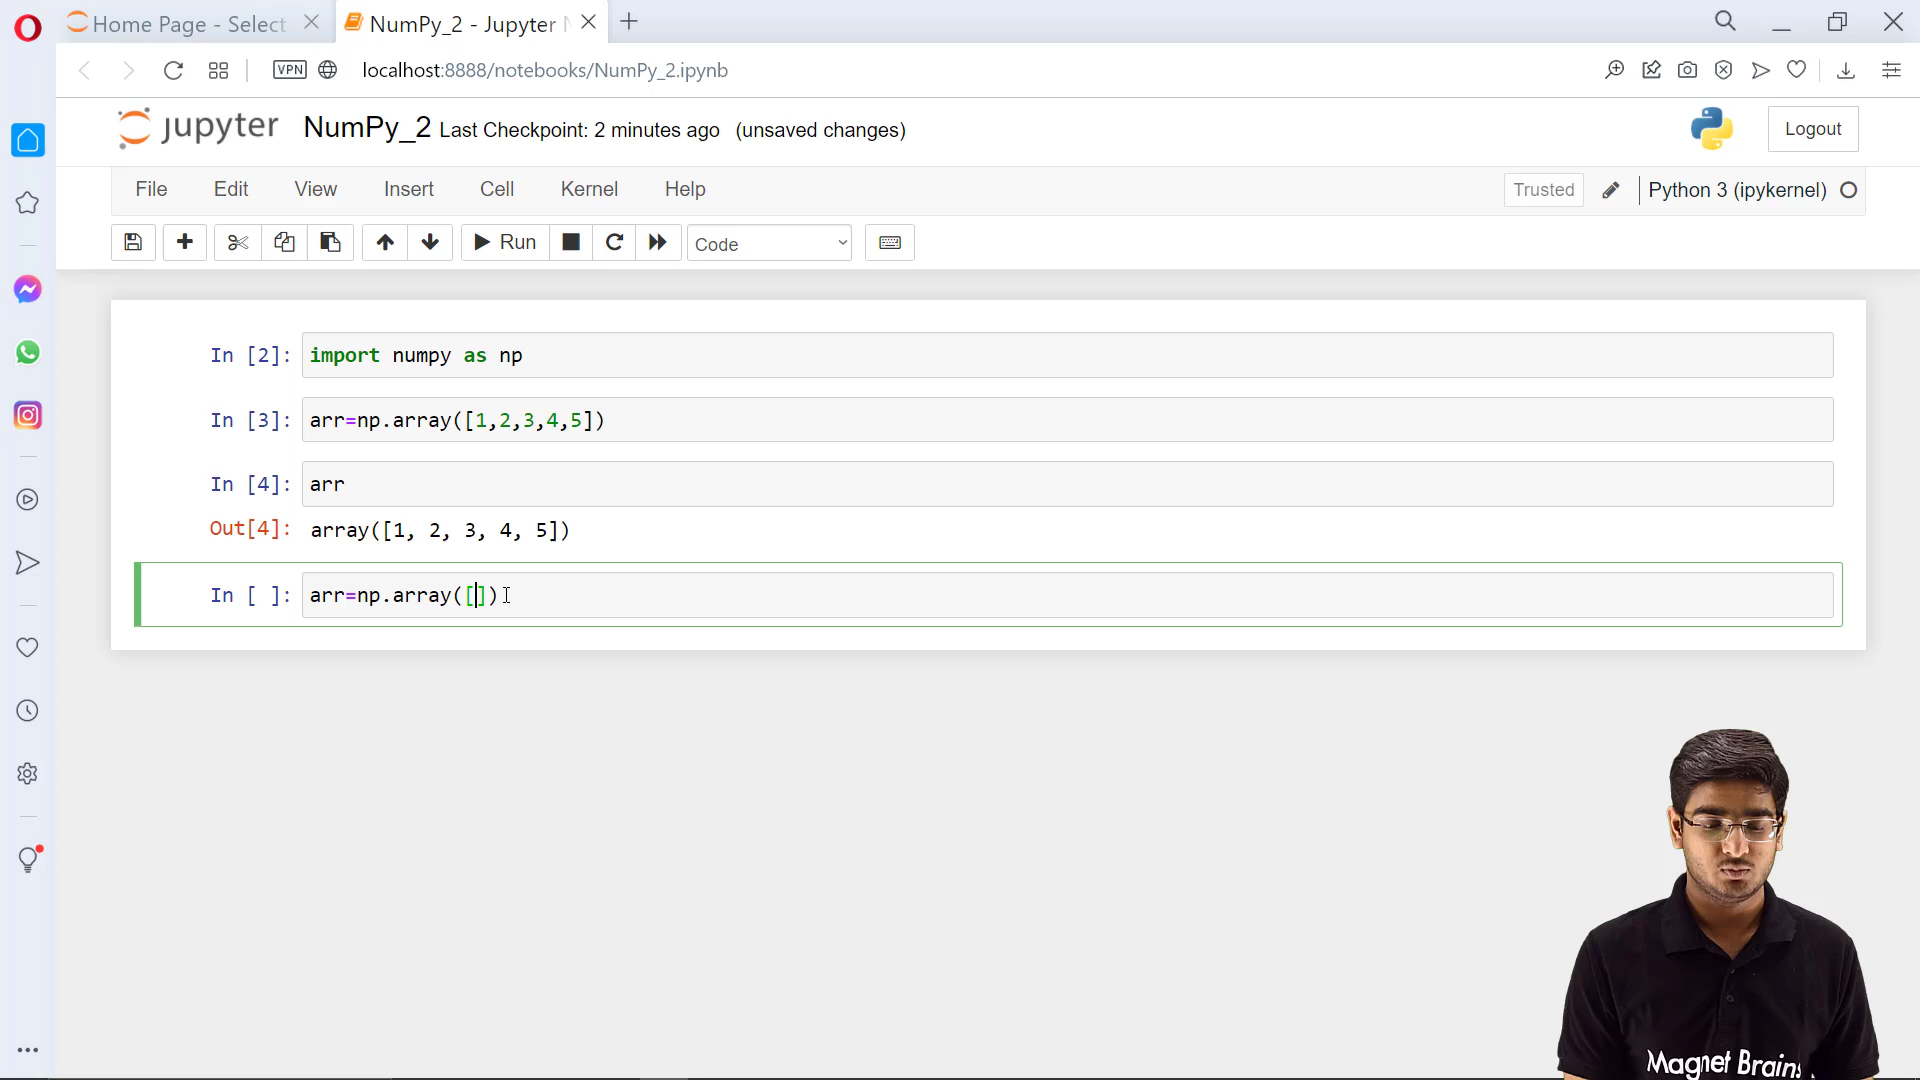 Home Page - Select
NumPy_2 - Jupyter
VPN
localhost:8888/notebooks/NumPy_2.ipynb
jupyter NumPy_2 Last Checkpoint: 2 minutes ago (unsaved changes)
Logout
File Edit View Insert Cell Kernel Help
Trusted Python 3 (ipykernel)
Run Code
In [2]: import numpy as np
In [3]: arr=np.array([1,2,3,4,5])
In [4]: arr
Out[4]: array([1, 2, 3, 4, 5])
In [ ]: arr=np.array([])
Magnet Brains